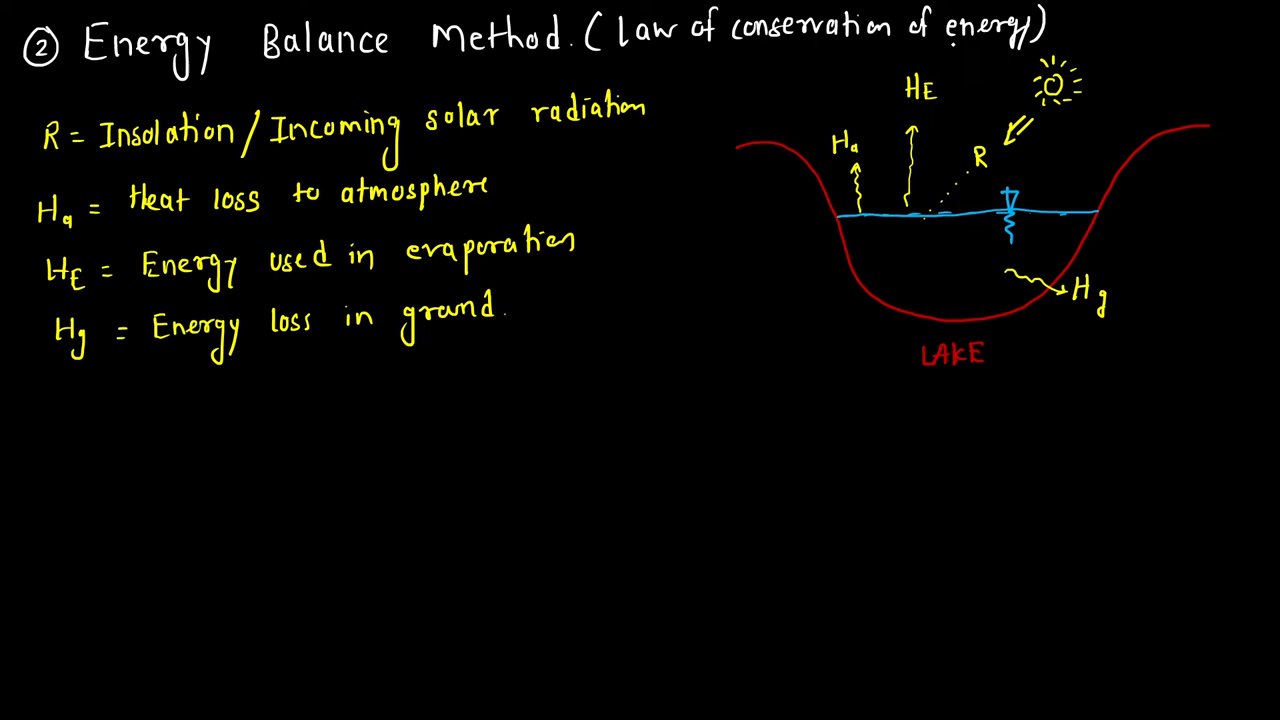 ② Energy Balance Method. (Law of conservation of energy)
R = Insolation / Incoming solar radiation
Ha = Heat loss to atmosphere
HE = Energy used in evaporation
Hg = Energy loss in ground.
HE
Ha
R
Hg
LAKE